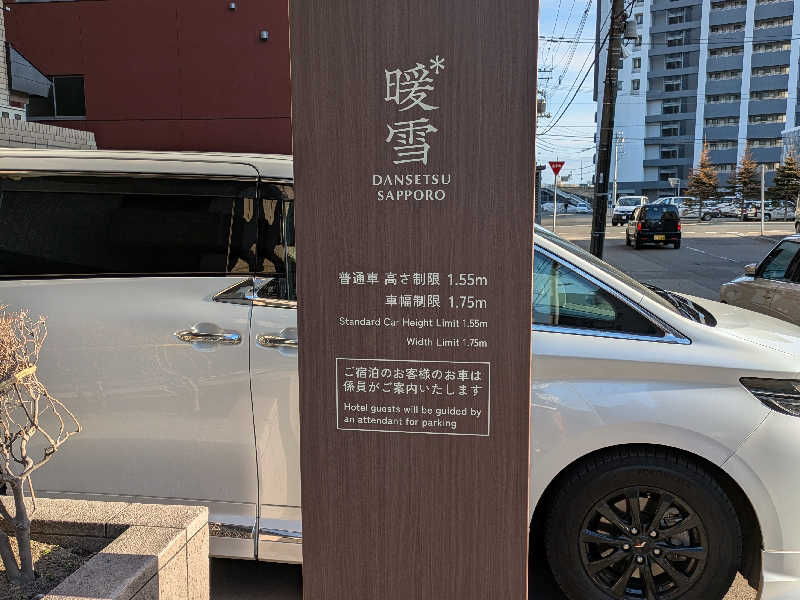 暖雪*
DANSETSU
SAPPORO
普通車 高さ制限 1.55m
車幅制限 1.75m
Standard Car Height Limit 1.55m
Width Limit 1.75m
ご宿泊のお客様のお車は
係員がご案内いたします
Hotel guests will be guided by
an attendant for parking